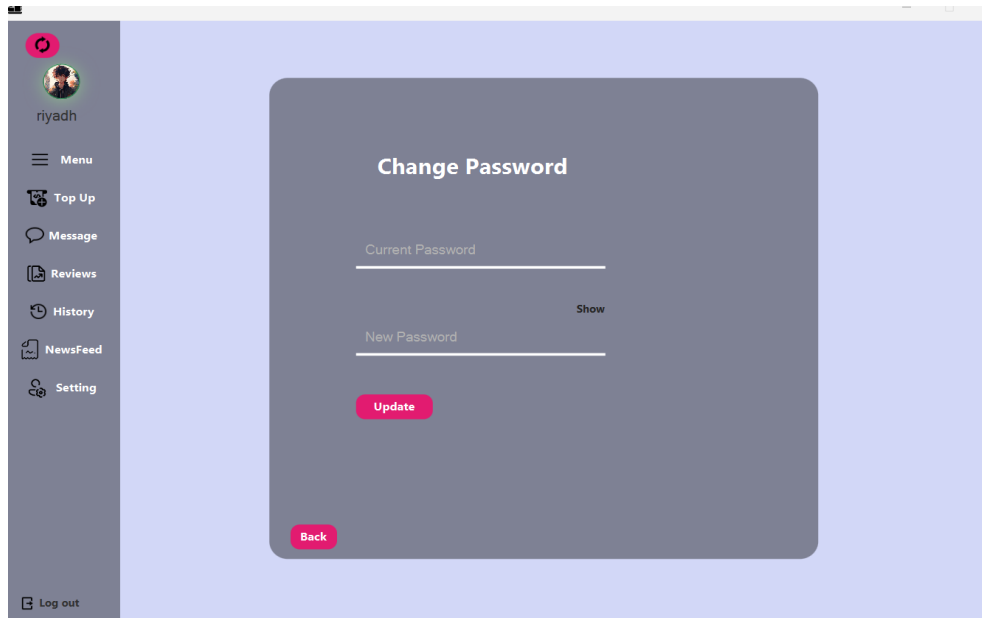 riyadh
Menu
Top Up
Message
Reviews
History
NewsFeed
Setting
Log out
Change Password
Current Password
Show
New Password
Update
Back